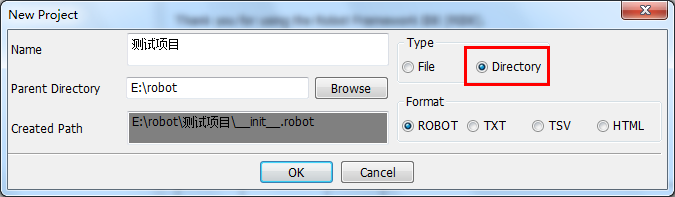 New Project
Thank you for using the Robot Framework IDE (RIDE).
Name
测试项目
Type
File
Directory
Parent Directory
E:\robot
Browse
Format
Created Path
E:\robot\测试项目\__init__.robot
ROBOT
TXT
TSV
HTML
OK
Cancel